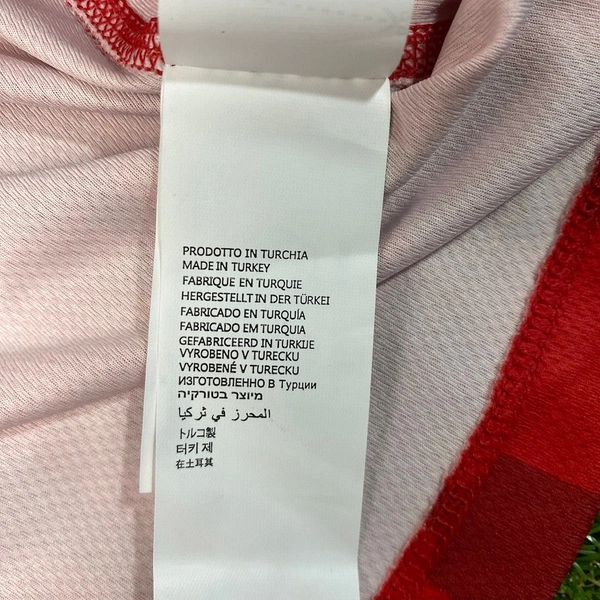 PRODOTTO IN TURCHIA
MADE IN TURKEY
FABRIQUE EN TURQUIE
HERGESTELLT IN DER TÜRKEI
FABRICADO EN TURQUÍA
FABRICADO EM TURQUIA
GEFABRICEERD IN TURKIJE
VYROBENO V TURECKU
VYROBENÉ V TURECKU
ИЗГОТОВЛЕННО В Турции
מיוצר בטורקיה
المحرز في تركيا
トルコ製
터키 제
在土耳其